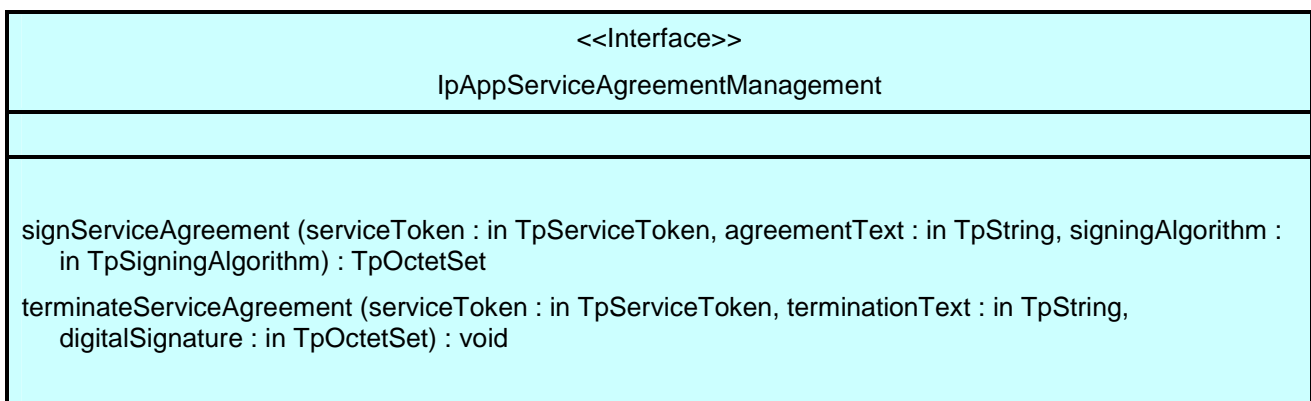 <<Interface>>
IpAppServiceAgreementManagement
signServiceAgreement (serviceToken : in TpServiceToken, agreementText : in TpString, signingAlgorithm :
in TpSigningAlgorithm) : TpOctetSet
terminateServiceAgreement (serviceToken : in TpServiceToken, terminationText : in TpString,
digitalSignature : in TpOctetSet) : void